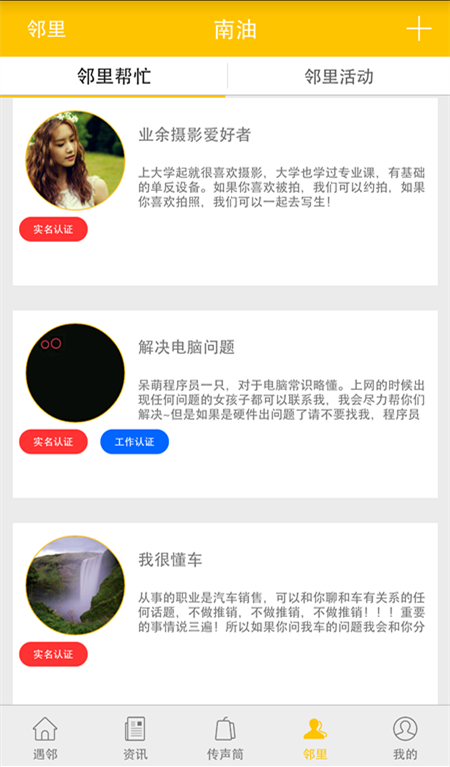 邻里 南油
邻里帮忙 邻里活动
业余摄影爱好者
上大学起就很喜欢摄影，大学也学过专业课，有基础
的单反设备。如果你喜欢被拍，我们可以约拍，如果
你喜欢拍照，我们可以一起去写生！
实名认证
解决电脑问题
呆萌程序员一只，对于电脑常识略懂。上网的时候出
现任何问题的女孩子都可以联系我，我会尽力帮你们
解决~但是如果是硬件出问题了请不要找我，程序员
实名认证 工作认证
我很懂车
从事的职业是汽车销售，可以和你聊和车有关系的任
何话题，不做推销，不做推销，不做推销！！！重要
的事情说三遍！所以如果你问我车的问题我会和你分
实名认证
遇邻 资讯 传声筒 邻里 我的